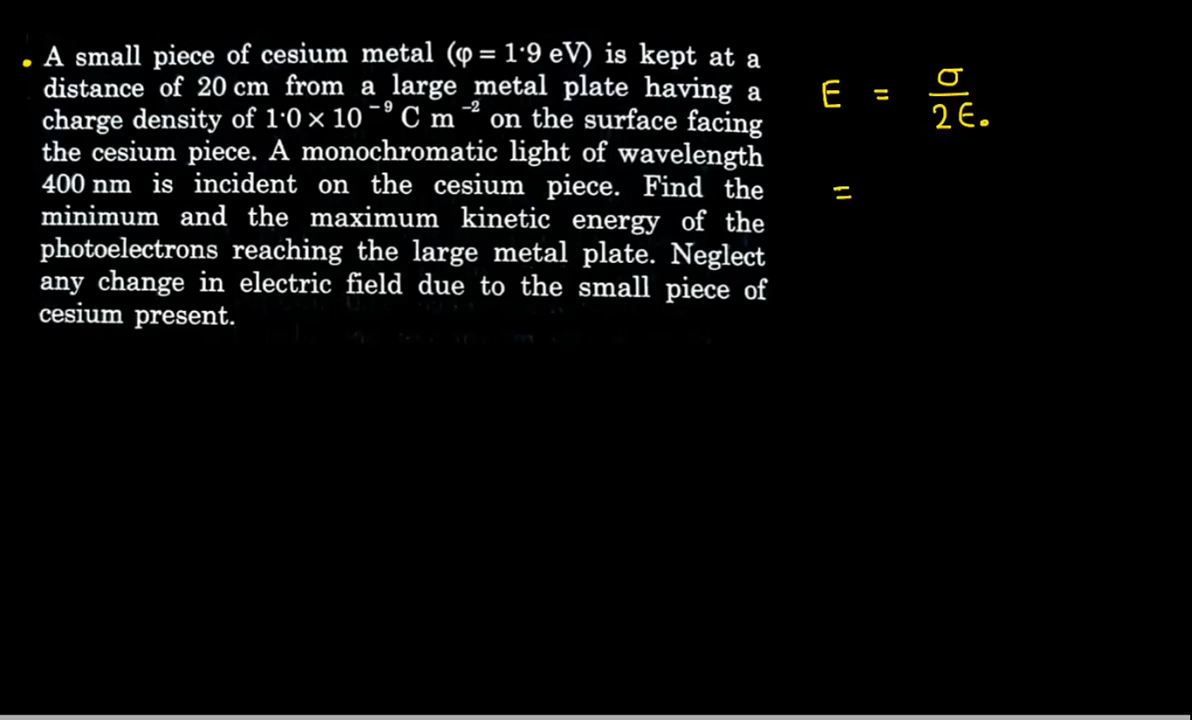 • A small piece of cesium metal (φ = 1·9 eV) is kept at a
distance of 20 cm from a large metal plate having a
charge density of 1·0 × 10⁻⁹ C m⁻² on the surface facing
the cesium piece. A monochromatic light of wavelength
400 nm is incident on the cesium piece. Find the
minimum and the maximum kinetic energy of the
photoelectrons reaching the large metal plate. Neglect
any change in electric field due to the small piece of
cesium present.
E = σ / 2ϵ₀
=